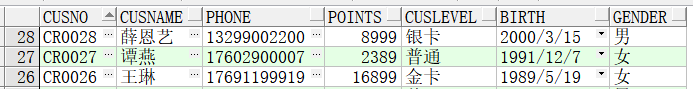 CUSNO CUSNAME PHONE POINTS CUSLEVEL BIRTH GENDER
28 CR0028 ... 薛恩艺 ... 13299002200 ... 8999 银卡 ... 2000/3/15 男 ...
27 CR0027 ... 谭燕 ... 17602900007 ... 2389 普通 ... 1991/12/7 女 ...
26 CR0026 ... 王琳 ... 17691199919 ... 16899 金卡 ... 1989/5/19 女 ...